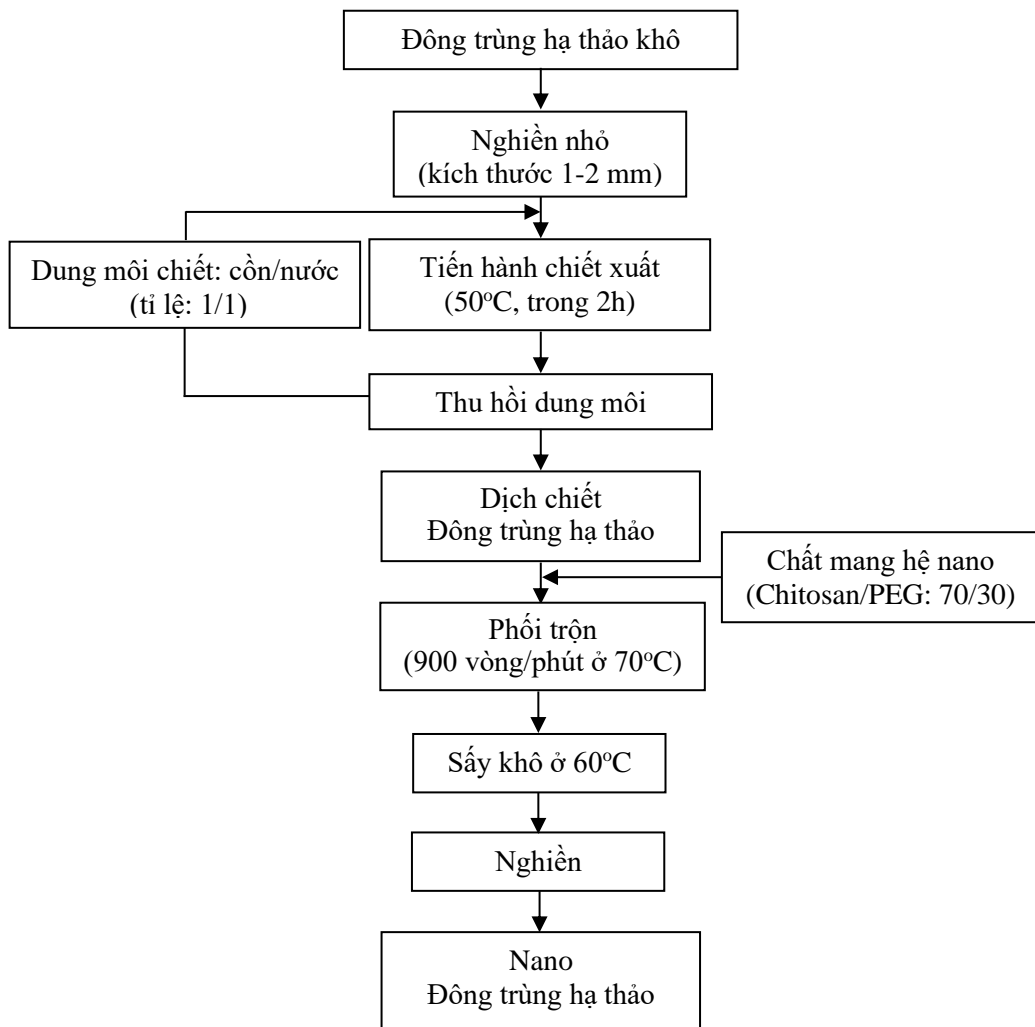 Đông trùng hạ thảo khô
Nghiền nhỏ
(kích thước 1-2 mm)
Dung môi chiết: cồn/nước
(tỉ lệ: 1/1)
Tiến hành chiết xuất
(50°C, trong 2h)
Thu hồi dung môi
Dịch chiết
Đông trùng hạ thảo
Chất mang hệ nano
(Chitosan/PEG: 70/30)
Phối trộn
(900 vòng/phút ở 70°C)
Sấy khô ở 60°C
Nghiền
Nano
Đông trùng hạ thảo